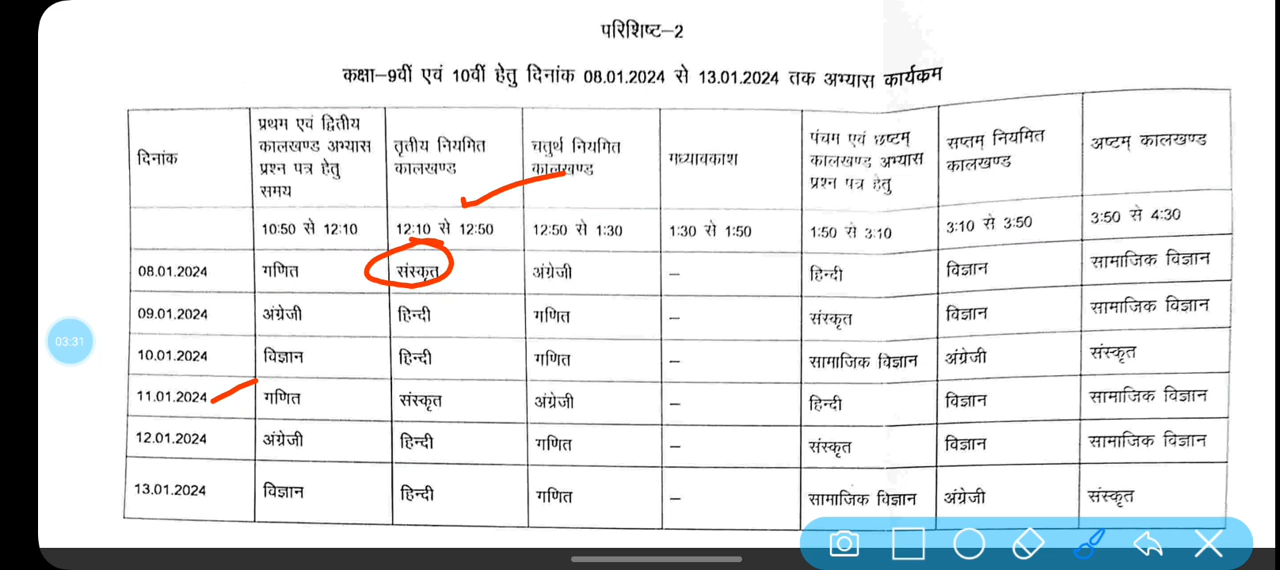 परिशिष्ट–2
कक्षा–9वीं एवं 10वीं हेतु दिनांक 08.01.2024 से 13.01.2024 तक अभ्यास कार्यकम
दिनांक
प्रथम एवं द्वितीय
कालखण्ड अभ्यास
प्रश्न पत्र हेतु
समय
तृतीय नियमित
कालखण्ड
चतुर्थ नियमित
कालखण्ड
मध्यावकाश
पंचम एवं छष्टम्
कालखण्ड अभ्यास
प्रश्न पत्र हेतु
सप्तम् नियमित
कालखण्ड
अष्टम् कालखण्ड
10:50 से 12:10 12:10 से 12:50 12:50 से 1:30 1:30 से 1:50 1:50 से 3:10 3:10 से 3:50 3:50 से 4:30
08.01.2024 गणित संस्कृत अंग्रेजी – हिन्दी विज्ञान सामाजिक विज्ञान
09.01.2024 अंग्रेजी हिन्दी गणित – संस्कृत विज्ञान सामाजिक विज्ञान
10.01.2024 विज्ञान हिन्दी गणित – सामाजिक विज्ञान अंग्रेजी संस्कृत
11.01.2024 गणित संस्कृत अंग्रेजी – हिन्दी विज्ञान सामाजिक विज्ञान
12.01.2024 अंग्रेजी हिन्दी गणित – संस्कृत विज्ञान सामाजिक विज्ञान
13.01.2024 विज्ञान हिन्दी गणित – सामाजिक विज्ञान अंग्रेजी संस्कृत
03:31